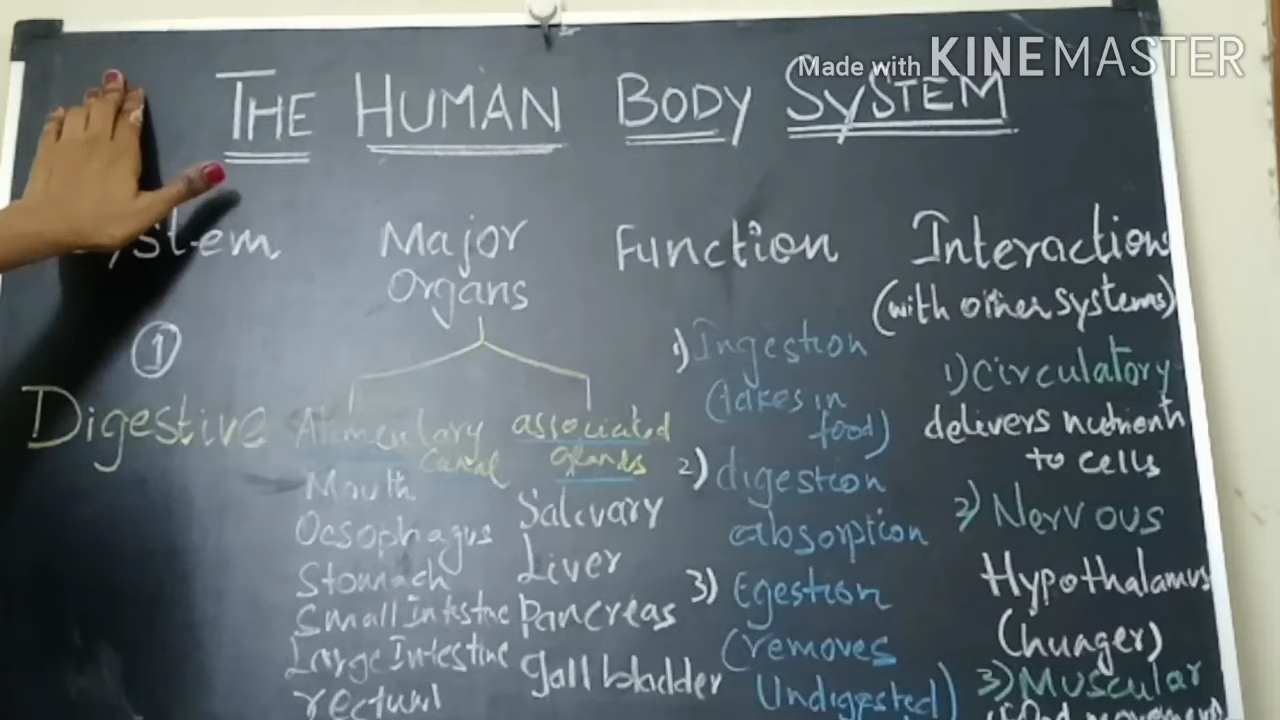 Made with KINEMASTER
THE HUMAN BODY SYSTEM
System
Major
Organs
Function
Interactions
(with other systems)
①
Digestive
Alimentary
canal
Mouth
Oesophagus
Stomach
Small Intestine
Large Intestine
rectum
associated
glands
Salivary
Liver
Pancreas
gall bladder
1) Ingestion
(takes in
food)
2) digestion
absorption
3) Egestion
(removes
Undigested)
1) Circulatory
delivers nutrients
to cells
2) Nervous
Hypothalamus
(hunger)
3) Muscular